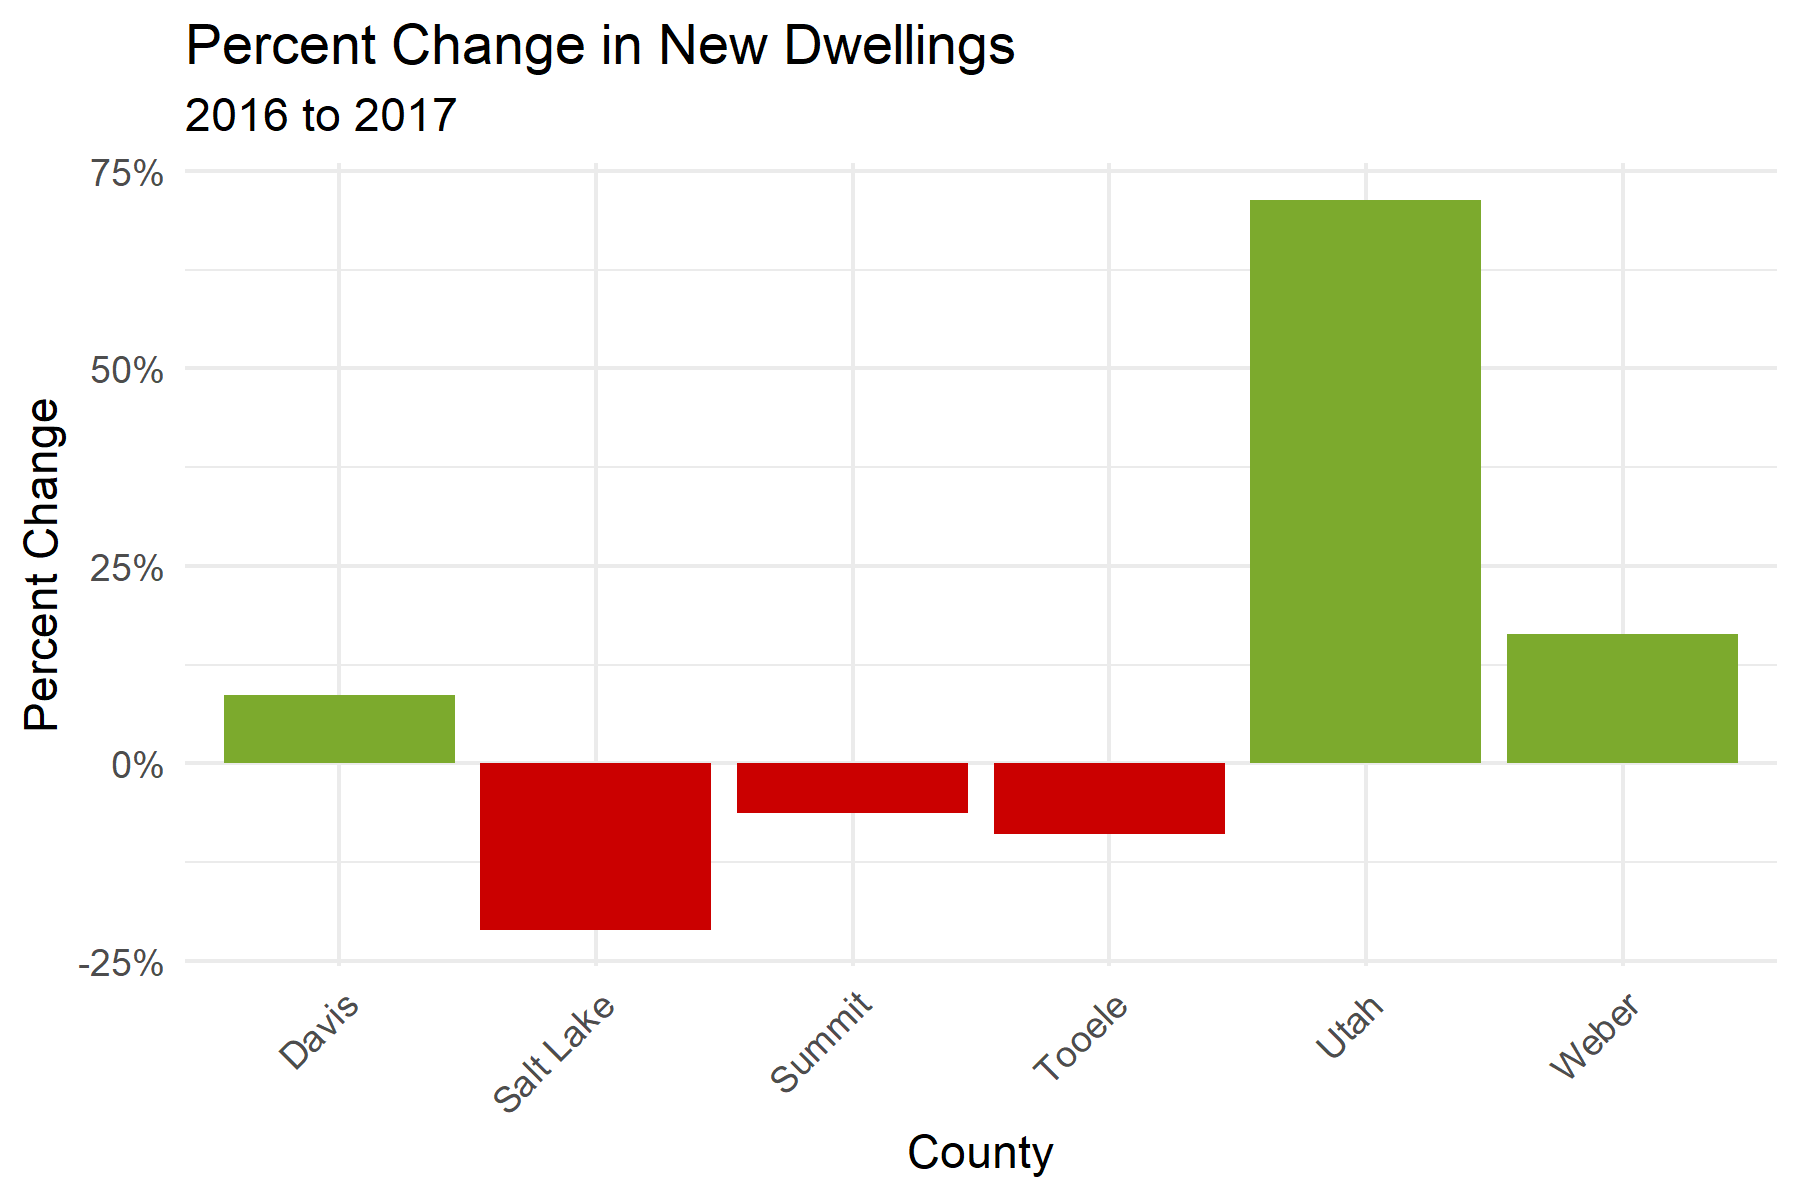 Percent Change in New Dwellings
2016 to 2017
Percent Change
75%
50%
25%
0%
-25%
Davis
Salt Lake
Summit
Tooele
Utah
Weber
County